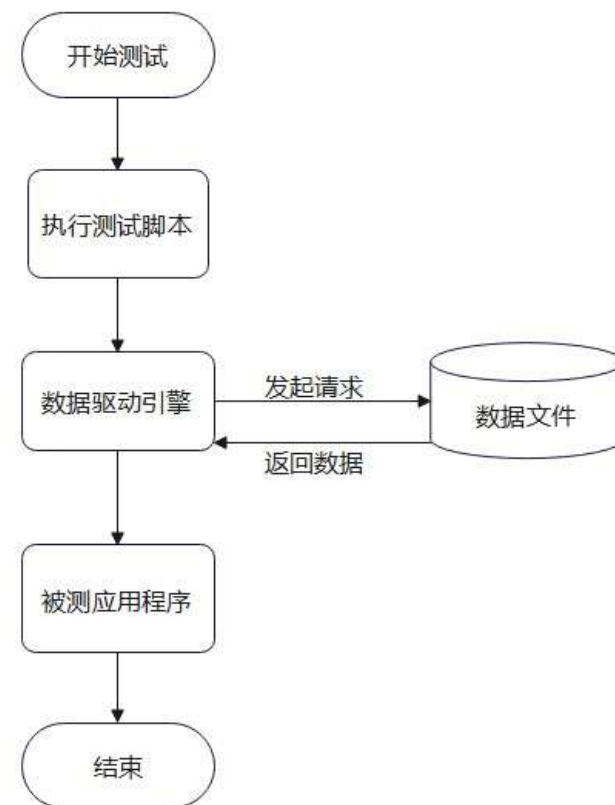 开始测试
执行测试脚本
数据驱动引擎
发起请求
数据文件
返回数据
被测应用程序
结束